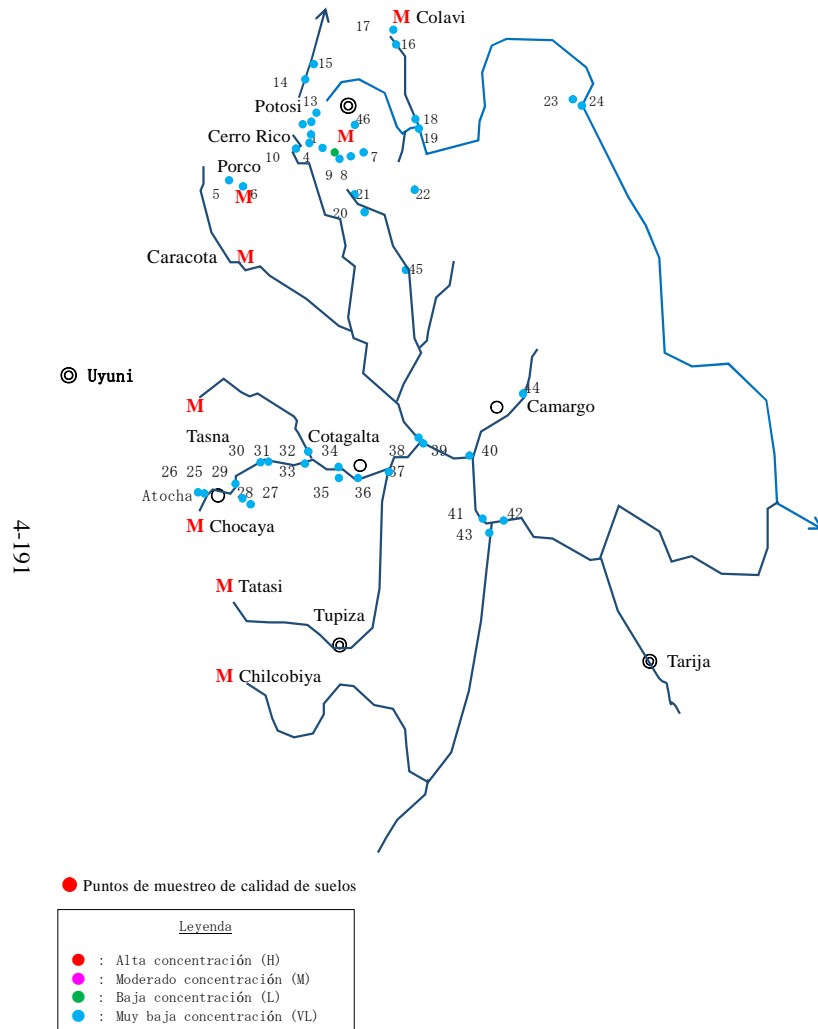 17
M Colavi
16
15
14
Potosi
13
46
18
23
24
Cerro Rico
1
M
19
10
4
7
Porco
9
8
5
6
M
21
22
20
Caracota
M
45
Uyuni
44
M
Camargo
Tasna
Cotagalta
30
31
32
34
38
39
40
26
25
29
33
37
Atocha
28
27
35
36
M Chocaya
41
42
43
4-191
M Tatasi
Tupiza
Tarija
M Chilcobiya
Puntos de muestreo de calidad de suelos
Leyenda
: Alta concentración (H)
: Moderado concentración (M)
: Baja concentración (L)
: Muy baja concentración (VL)